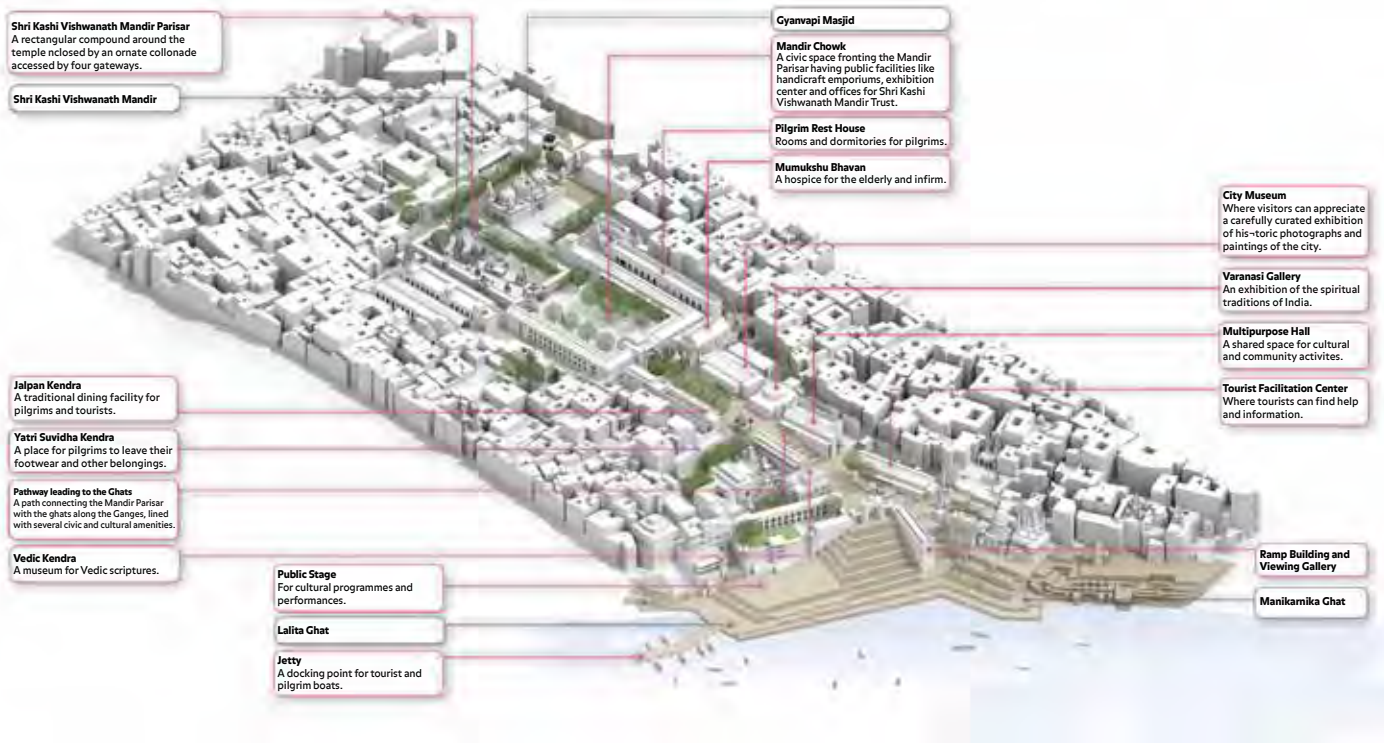 Shri Kashi Vishwanath Mandir Parisar
A rectangular compound around the
temple nclosed by an ornate collonade
accessed by four gateways.
Shri Kashi Vishwanath Mandir
Gyanvapi Masjid
Mandir Chowk
A civic space fronting the Mandir
Parisar having public facilities like
handicraft emporiums, exhibition
center and offices for Shri Kashi
Vishwanath Mandir Trust.
Pilgrim Rest House
Rooms and dormitories for pilgrims.
Mumukshu Bhavan
A hospice for the elderly and infirm.
City Museum
Where visitors can appreciate
a carefully curated exhibition
of his¬toric photographs and
paintings of the city.
Varanasi Gallery
An exhibition of the spiritual
traditions of India.
Multipurpose Hall
A shared space for cultural
and community activites.
Tourist Facilitation Center
Where tourists can find help
and information.
Jalpan Kendra
A traditional dining facility for
pilgrims and tourists.
Yatri Suvidha Kendra
A place for pilgrims to leave their
footwear and other belongings.
Pathway leading to the Ghats
A path connecting the Mandir Parisar
with the ghats along the Ganges, lined
with several civic and cultural amenities.
Vedic Kendra
A museum for Vedic scriptures.
Public Stage
For cultural programmes and
performances.
Lalita Ghat
Jetty
A docking point for tourist and
pilgrim boats.
Ramp Building and
Viewing Gallery
Manikarnika Ghat